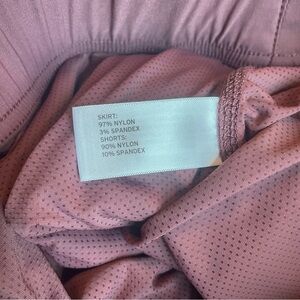 SKIRT:
97% NYLON
3% SPANDEX
SHORTS:
90% NYLON
10% SPANDEX